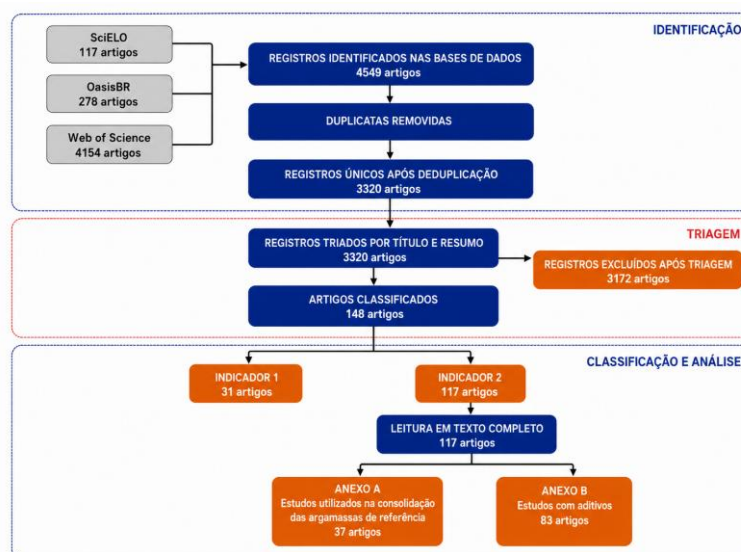 IDENTIFICAÇÃO
SciELO
117 artigos
OasisBR
278 artigos
Web of Science
4154 artigos
REGISTROS IDENTIFICADOS NAS BASES DE DADOS
4549 artigos
DUPLICATAS REMOVIDAS
REGISTROS ÚNICOS APÓS DEDUPLICAÇÃO
3320 artigos
TRIAGEM
REGISTROS TRIADOS POR TÍTULO E RESUMO
3320 artigos
REGISTROS EXCLUÍDOS APÓS TRIAGEM
3172 artigos
ARTIGOS CLASSIFICADOS
148 artigos
CLASSIFICAÇÃO E ANÁLISE
INDICADOR 1
31 artigos
INDICADOR 2
117 artigos
LEITURA EM TEXTO COMPLETO
117 artigos
ANEXO A
Estudos utilizados na consolidação
das argamassas de referência
37 artigos
ANEXO B
Estudos com aditivos
83 artigos